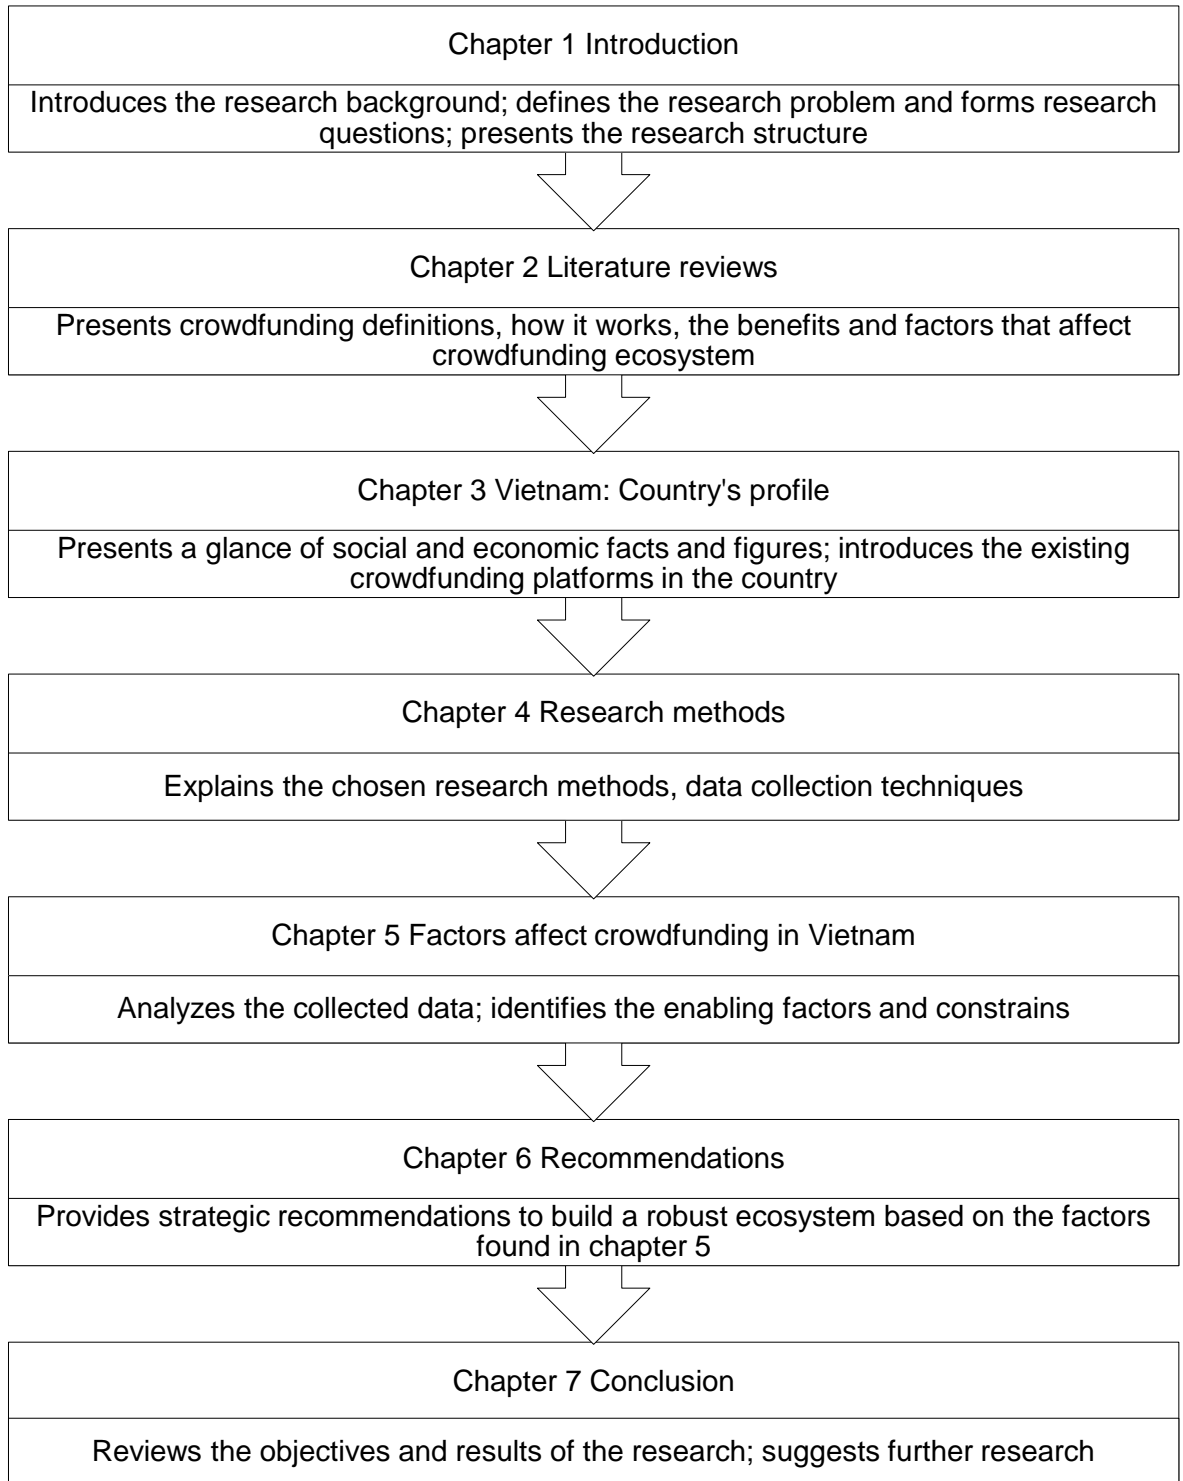 Chapter 1 Introduction
Introduces the research background; defines the research problem and forms research
questions; presents the research structure
Chapter 2 Literature reviews
Presents crowdfunding definitions, how it works, the benefits and factors that affect
crowdfunding ecosystem
Chapter 3 Vietnam: Country's profile
Presents a glance of social and economic facts and figures; introduces the existing
crowdfunding platforms in the country
Chapter 4 Research methods
Explains the chosen research methods, data collection techniques
Chapter 5 Factors affect crowdfunding in Vietnam
Analyzes the collected data; identifies the enabling factors and constrains
Chapter 6 Recommendations
Provides strategic recommendations to build a robust ecosystem based on the factors
found in chapter 5
Chapter 7 Conclusion
Reviews the objectives and results of the research; suggests further research